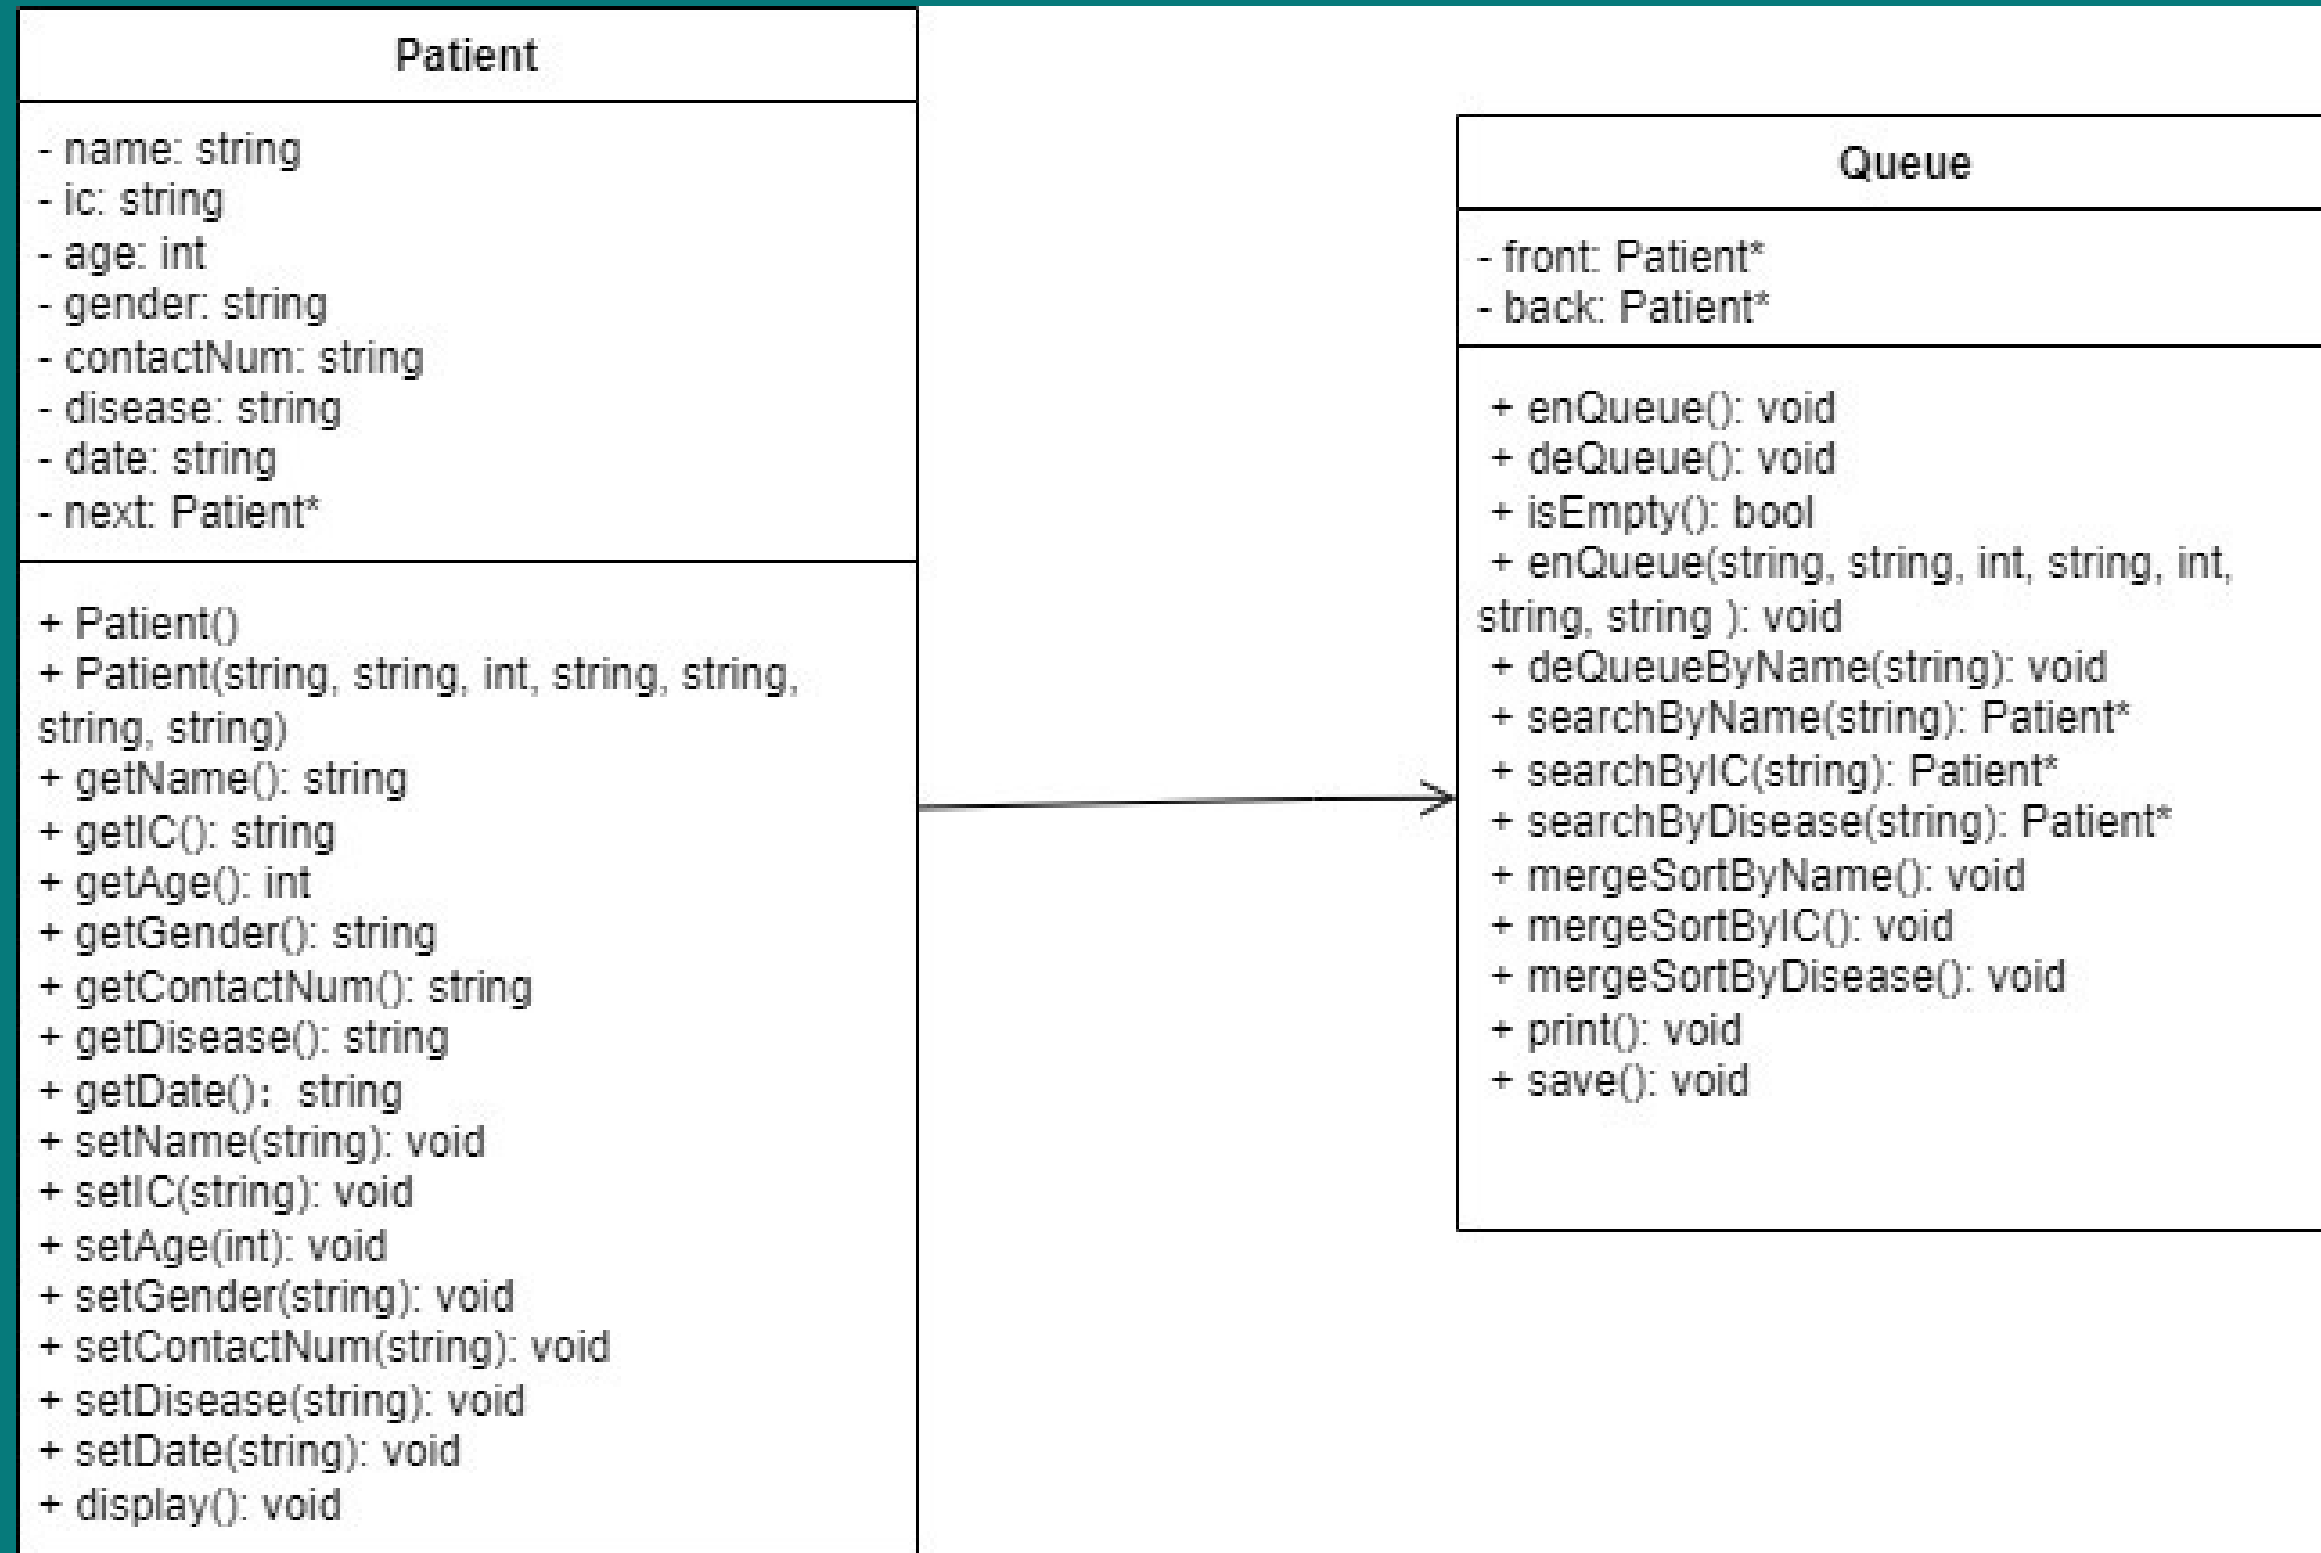 Patient
- name: string
- ic: string
- age: int
- gender: string
- contactNum: string
- disease: string
- date: string
- next: Patient*
+ Patient()
+ Patient(string, string, int, string, string,
string, string)
+ getName(): string
+ getIC(): string
+ getAge(): int
+ getGender(): string
+ getContactNum(): string
+ getDisease(): string
+ getDate()： string
+ setName(string): void
+ setIC(string): void
+ setAge(int): void
+ setGender(string): void
+ setContactNum(string): void
+ setDisease(string): void
+ setDate(string): void
+ display(): void
Queue
- front: Patient*
- back: Patient*
+ enQueue(): void
+ deQueue(): void
+ isEmpty(): bool
+ enQueue(string, string, int, string, int,
string, string ): void
+ deQueueByName(string): void
+ searchByName(string): Patient*
+ searchByIC(string): Patient*
+ searchByDisease(string): Patient*
+ mergeSortByName(): void
+ mergeSortByIC(): void
+ mergeSortByDisease(): void
+ print(): void
+ save(): void